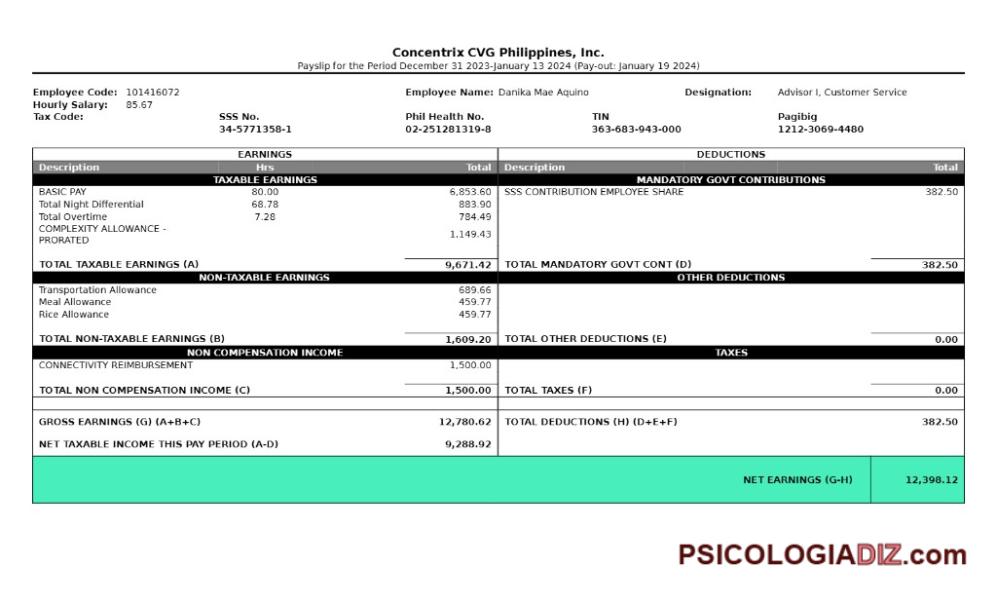 Concentrix CVG Philippines, Inc.
Payslip for the Period December 31 2023-January 13 2024 (Pay-out: January 19 2024)
Employee Code: 101416072 Employee Name: Danika Mae Aquino Designation: Advisor I, Customer Service
Hourly Salary: 85.67
Tax Code: SSS No. Phil Health No. TIN Pagibig
34-5771358-1 02-251281319-8 363-683-943-000 1212-3069-4480
EARNINGS DEDUCTIONS
Description Hrs Total Description Total
TAXABLE EARNINGS MANDATORY GOVT CONTRIBUTIONS
BASIC PAY 80.00 6,853.60 SSS CONTRIBUTION EMPLOYEE SHARE 382.50
Total Night Differential 68.78 883.90
Total Overtime 7.28 784.49
COMPLEXITY ALLOWANCE -
PRORATED 1,149.43
TOTAL TAXABLE EARNINGS (A) 9,671.42 TOTAL MANDATORY GOVT CONT (D) 382.50
NON-TAXABLE EARNINGS OTHER DEDUCTIONS
Transportation Allowance 689.66
Meal Allowance 459.77
Rice Allowance 459.77
TOTAL NON-TAXABLE EARNINGS (B) 1,609.20 TOTAL OTHER DEDUCTIONS (E) 0.00
NON COMPENSATION INCOME TAXES
CONNECTIVITY REIMBURSEMENT 1,500.00
TOTAL NON COMPENSATION INCOME (C) 1,500.00 TOTAL TAXES (F) 0.00
GROSS EARNINGS (G) (A+B+C) 12,780.62 TOTAL DEDUCTIONS (H) (D+E+F) 382.50
NET TAXABLE INCOME THIS PAY PERIOD (A-D) 9,288.92
NET EARNINGS (G-H) 12,398.12
PSICOLOGIADIZ.com